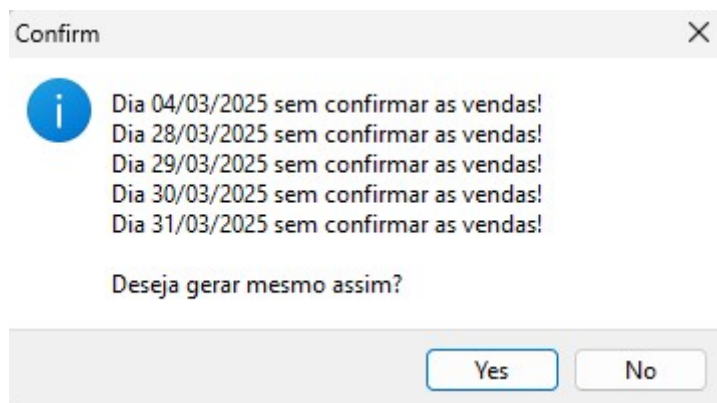 Confirm
Dia 04/03/2025 sem confirmar as vendas!
Dia 28/03/2025 sem confirmar as vendas!
Dia 29/03/2025 sem confirmar as vendas!
Dia 30/03/2025 sem confirmar as vendas!
Dia 31/03/2025 sem confirmar as vendas!
Deseja gerar mesmo assim?
Yes
No